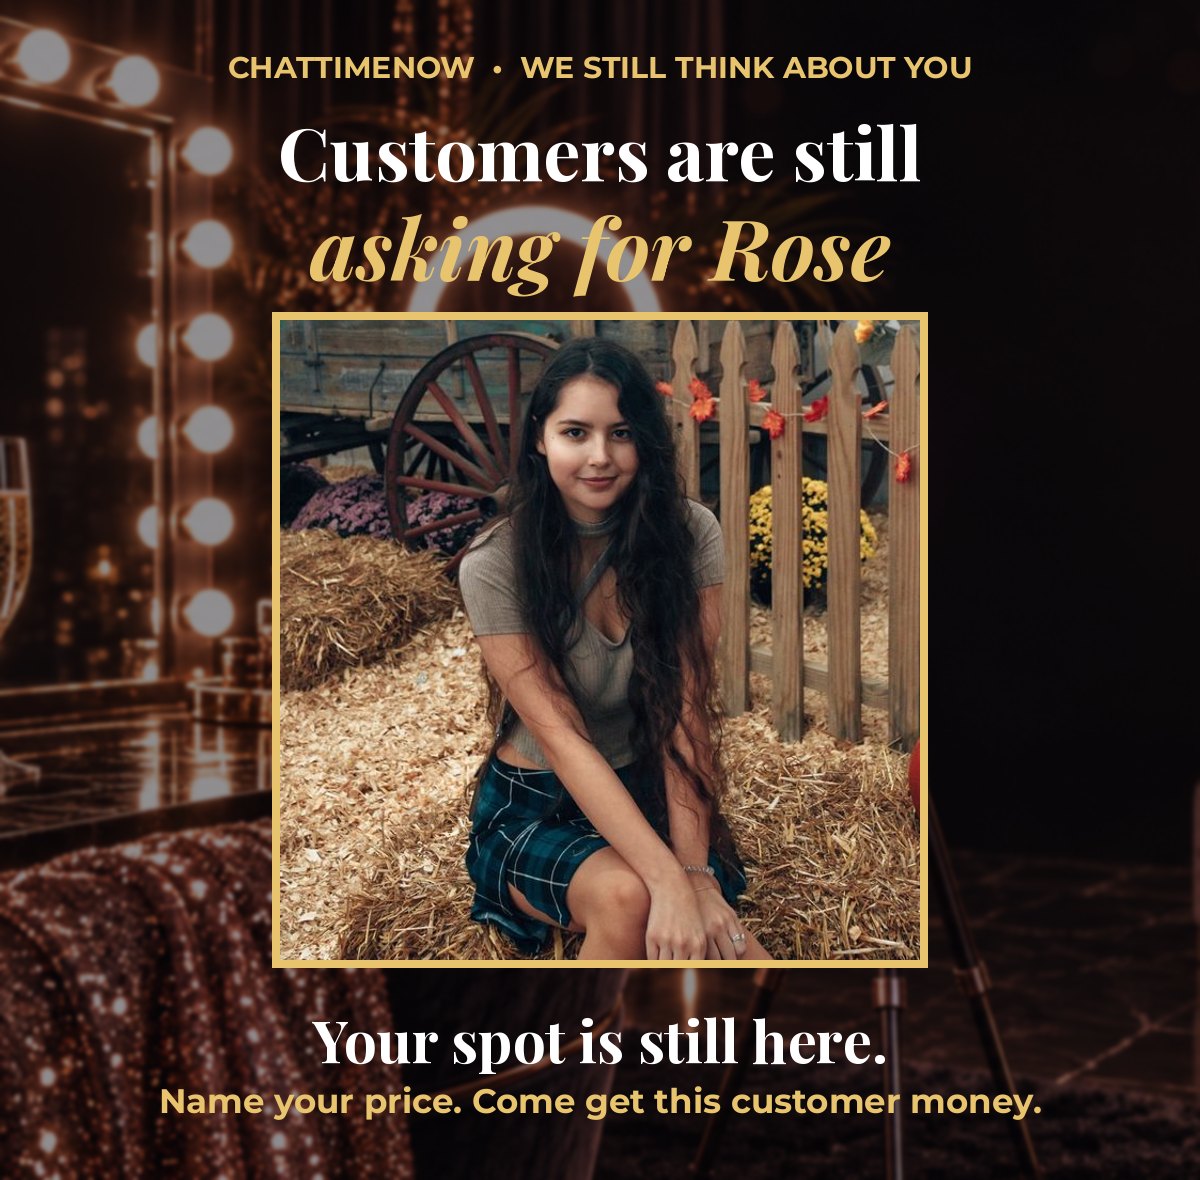 CHATTIMENOW • WE STILL THINK ABOUT YOU
Customers are still
asking for Rose
Your spot is still here.
Name your price. Come get this customer money.